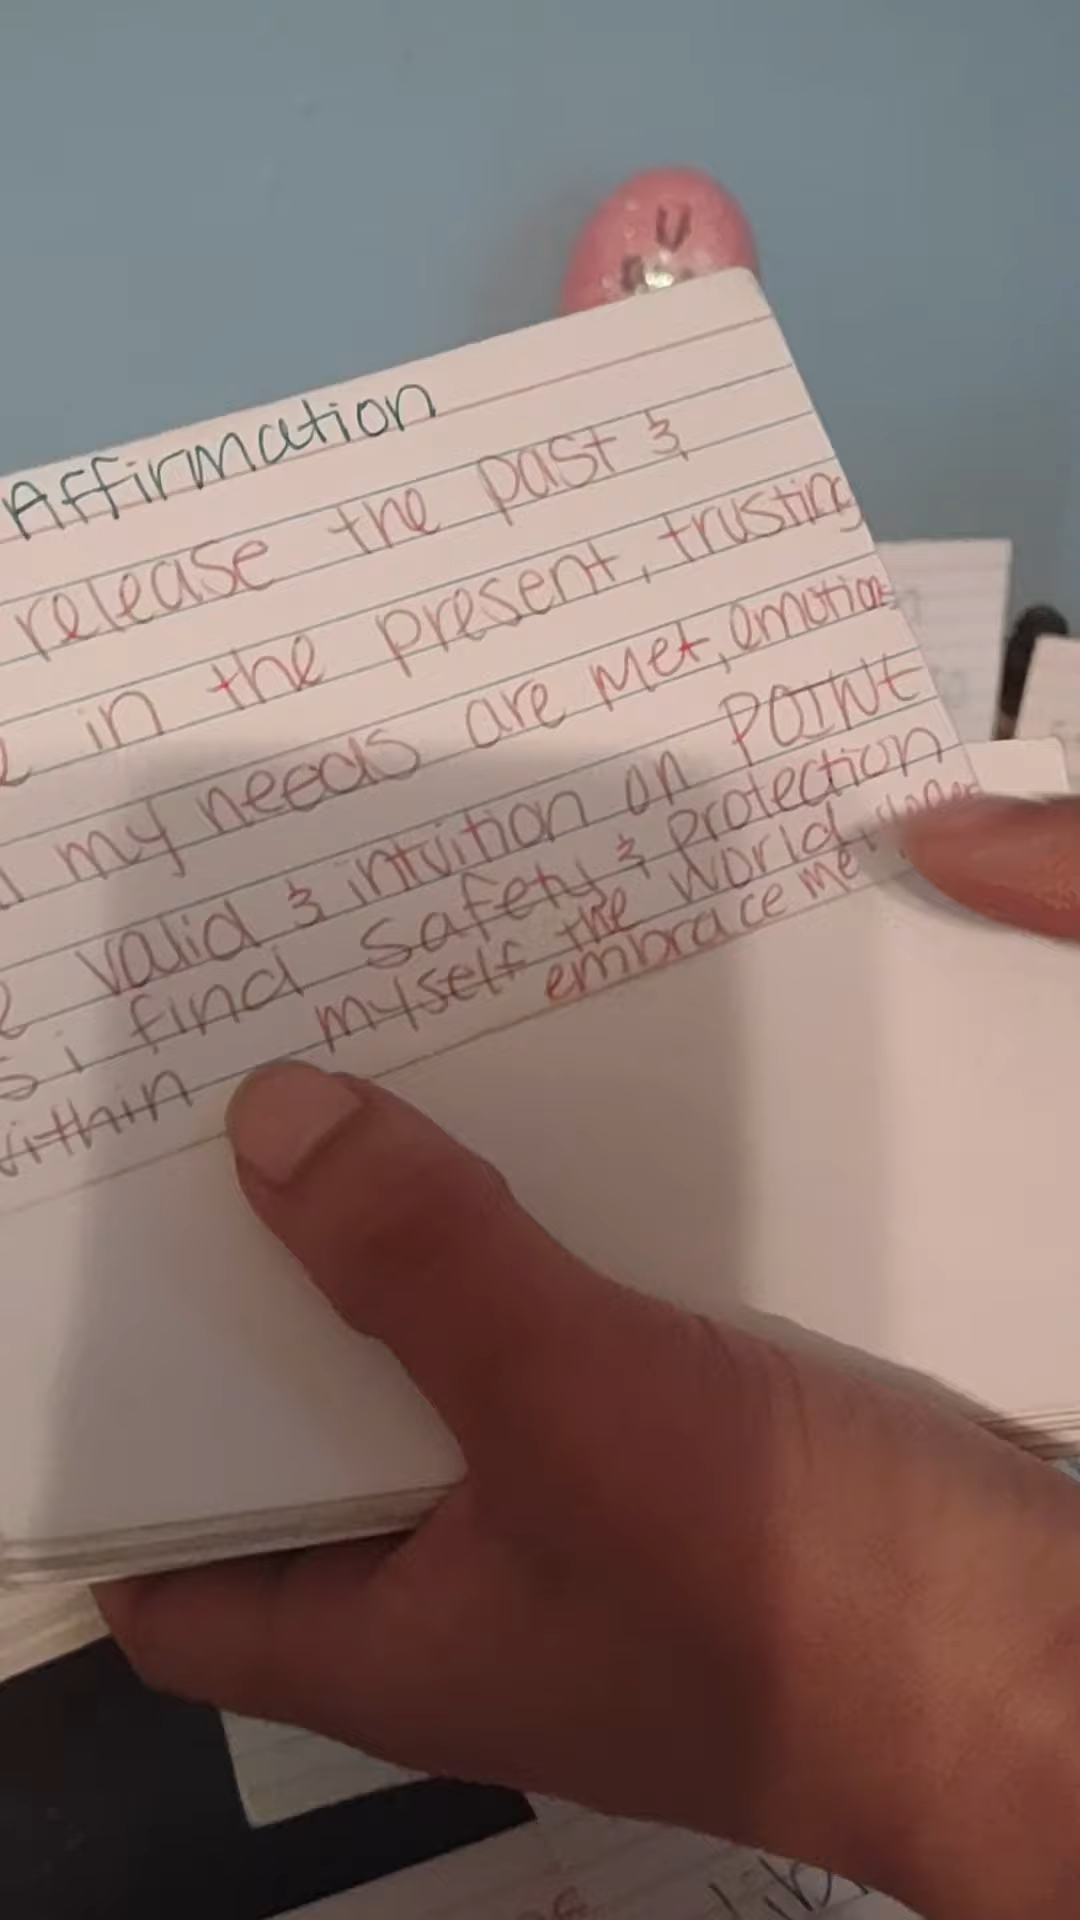 Affirmation
release the past &
in the present, trusting
my needs are met, emotions
valid & intuition on POINt
i find safety & protection
within myself the world
embrace me
U